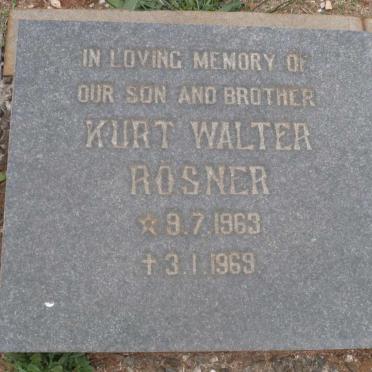 IN LOVING MEMORY OF
OUR SON AND BROTHER
KURT WALTER
RÖSNER
☆ 9.7.1963
† 3.1.1969